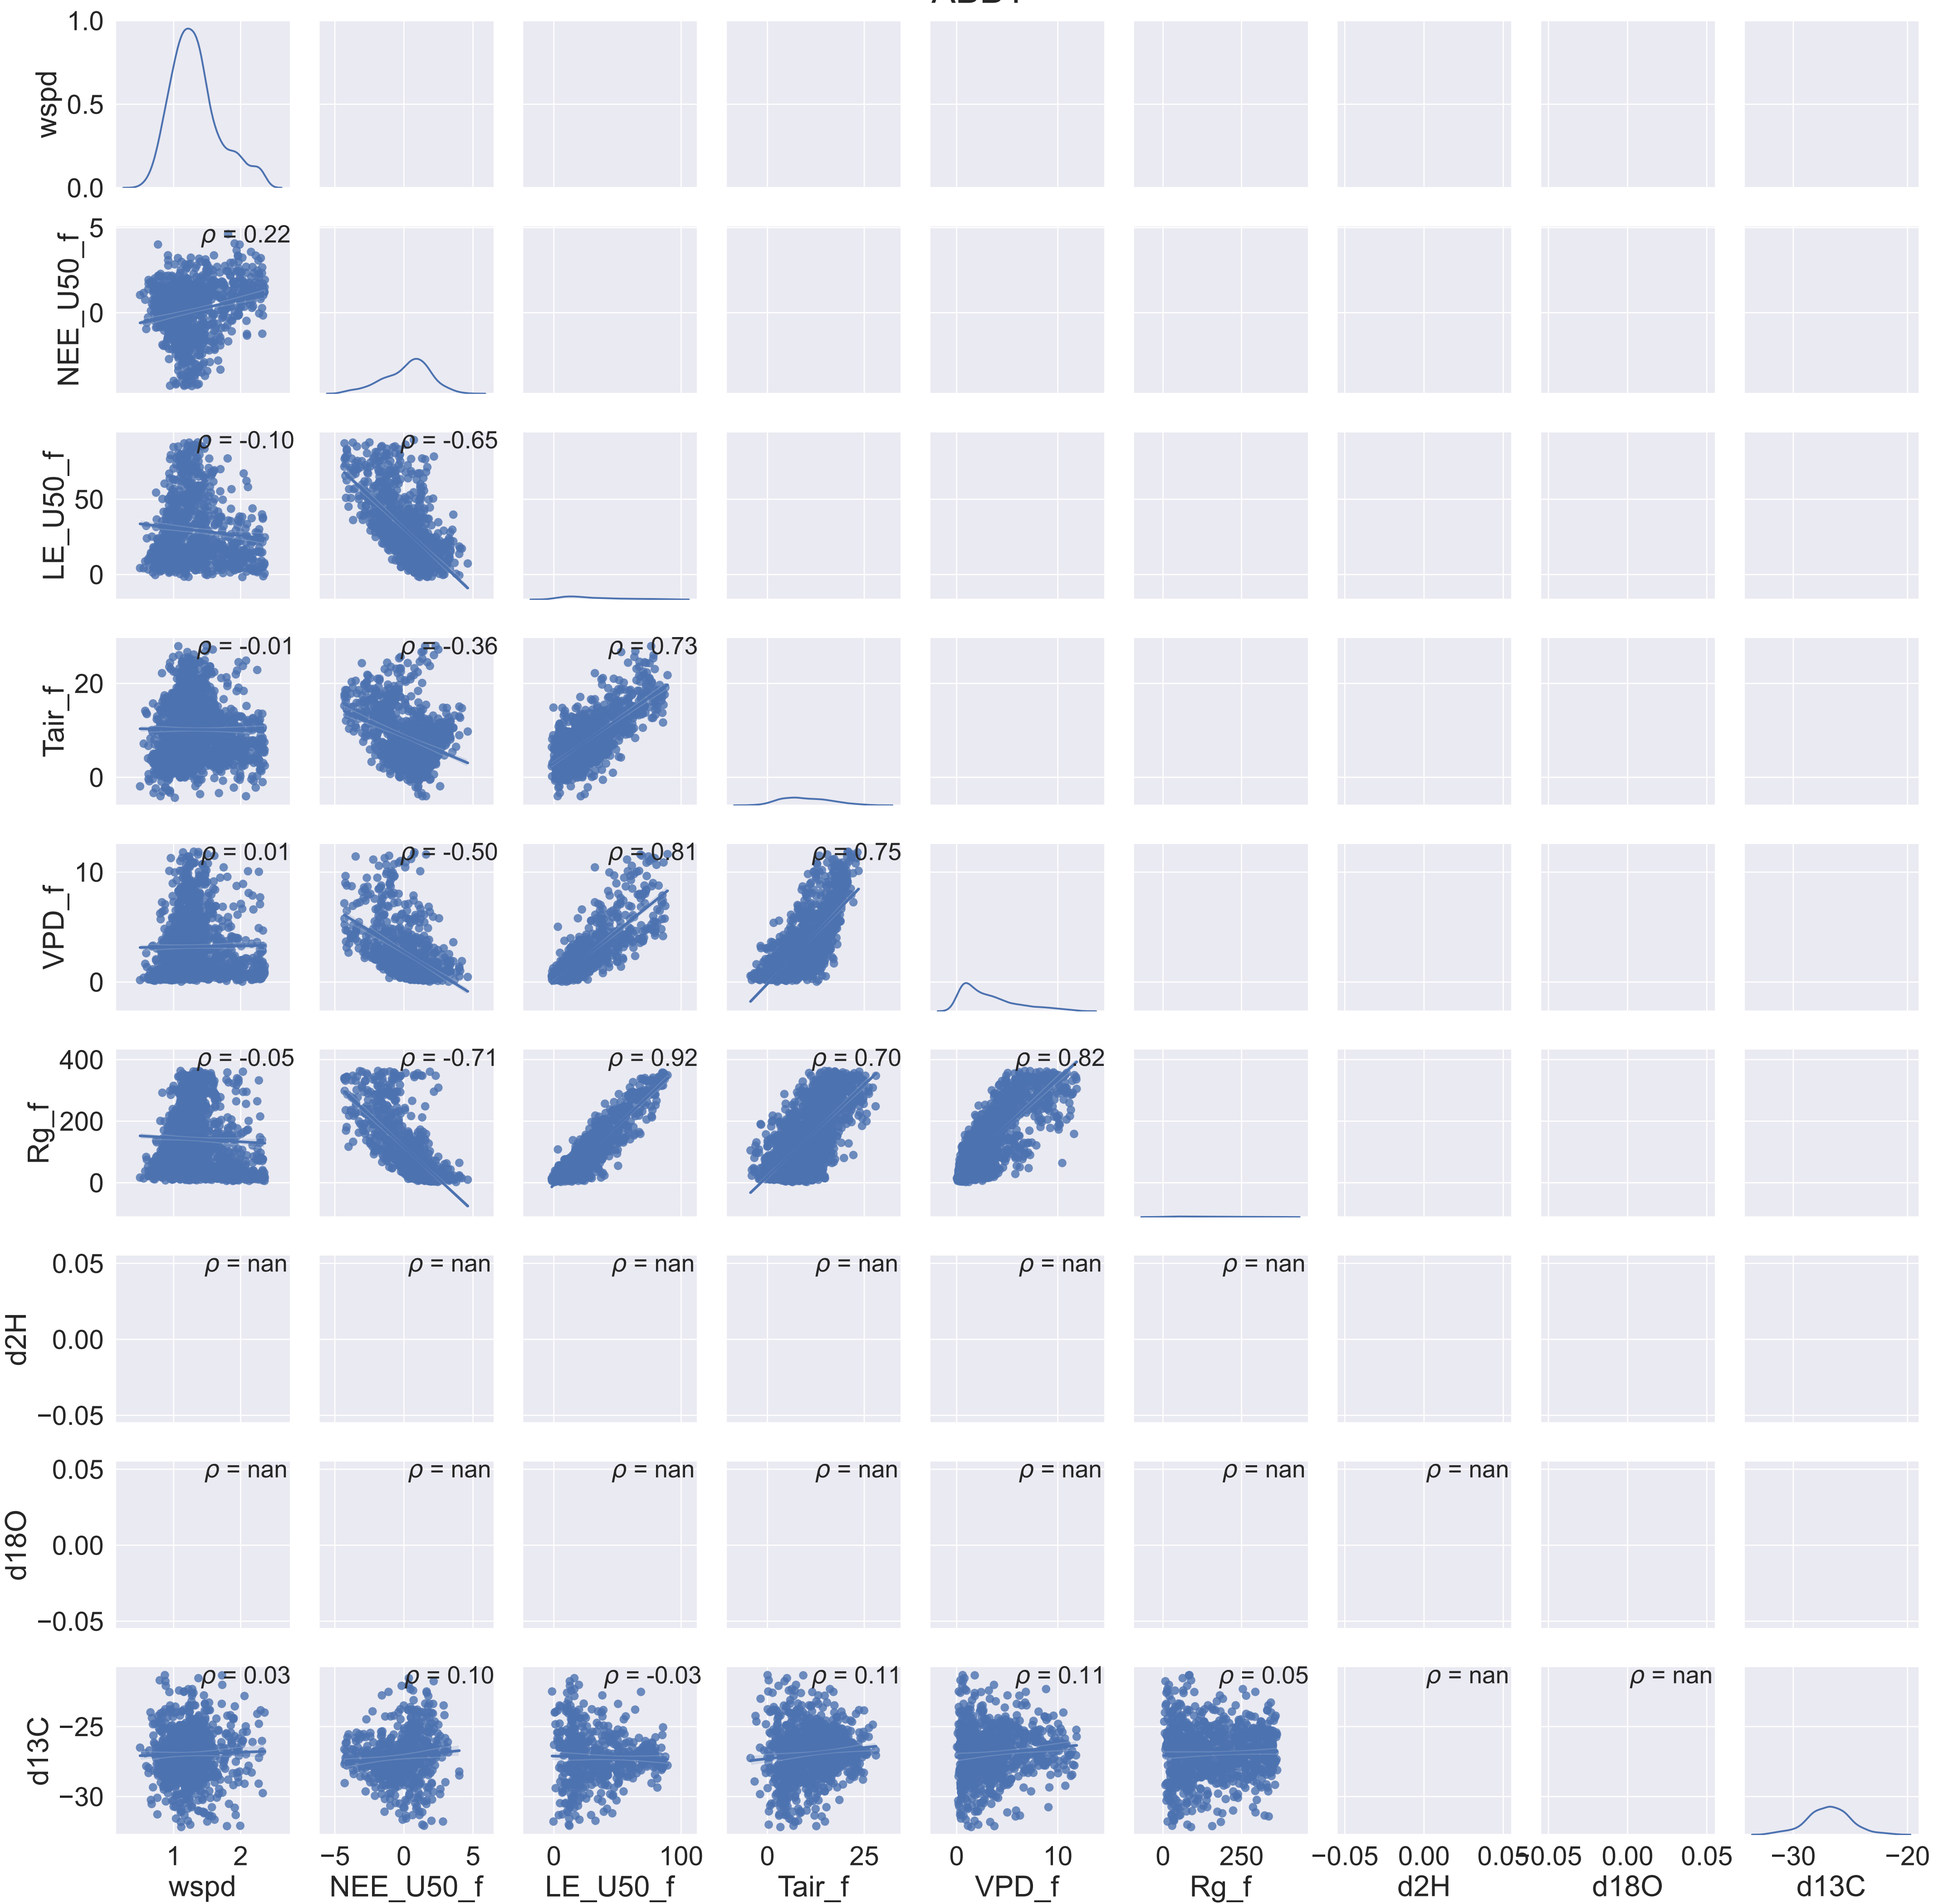 1.0
0.5
0.0
wspd
5
0
NEE_U50_f
ρ = 0.22
50
0
LE_U50_f
ρ = -0.10
ρ = -0.65
20
0
Tair_f
ρ = -0.01
ρ = -0.36
ρ = 0.73
10
0
VPD_f
ρ = 0.01
ρ = -0.50
ρ = 0.81
ρ = 0.75
400
200
0
Rg_f
ρ = -0.05
ρ = -0.71
ρ = 0.92
ρ = 0.70
ρ = 0.82
0.05
0.00
−0.05
d2H
ρ = nan
ρ = nan
ρ = nan
ρ = nan
ρ = nan
ρ = nan
0.05
0.00
−0.05
d18O
ρ = nan
ρ = nan
ρ = nan
ρ = nan
ρ = nan
ρ = nan
ρ = nan
−25
−30
d13C
ρ = 0.03
ρ = 0.10
ρ = -0.03
ρ = 0.11
ρ = 0.11
ρ = 0.05
ρ = nan
ρ = nan
1 2
−5 0 5
0 100
0 25
0 10
0 250
−0.05 0.00 0.05
−0.05 0.00 0.05
−30 −20
wspd
NEE_U50_f
LE_U50_f
Tair_f
VPD_f
Rg_f
d2H
d18O
d13C